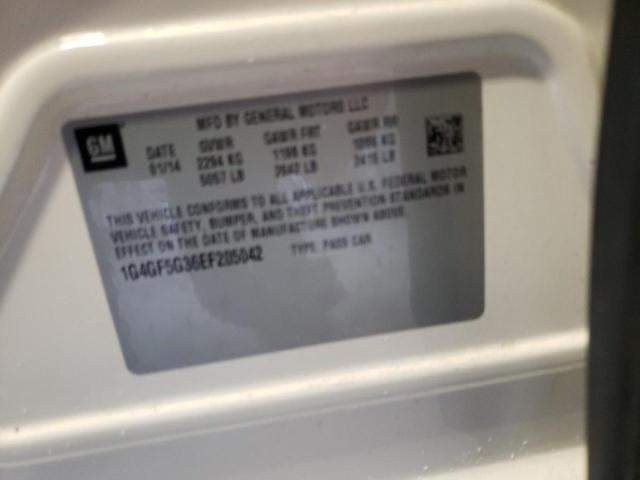 MFD BY GENERAL MOTORS LLC
GM
DATE GVWR GAWR FRT GAWR RR
01/14 2294 KG 1198 KG 1096 KG
5057 LB 2642 LB 2416 LB
THIS VEHICLE CONFORMS TO ALL APPLICABLE U.S. FEDERAL MOTOR
VEHICLE SAFETY, BUMPER, AND THEFT PREVENTION STANDARDS IN
EFFECT ON THE DATE OF MANUFACTURE SHOWN ABOVE.
1G4GF5G36EF205042 TYPE: PASS CAR